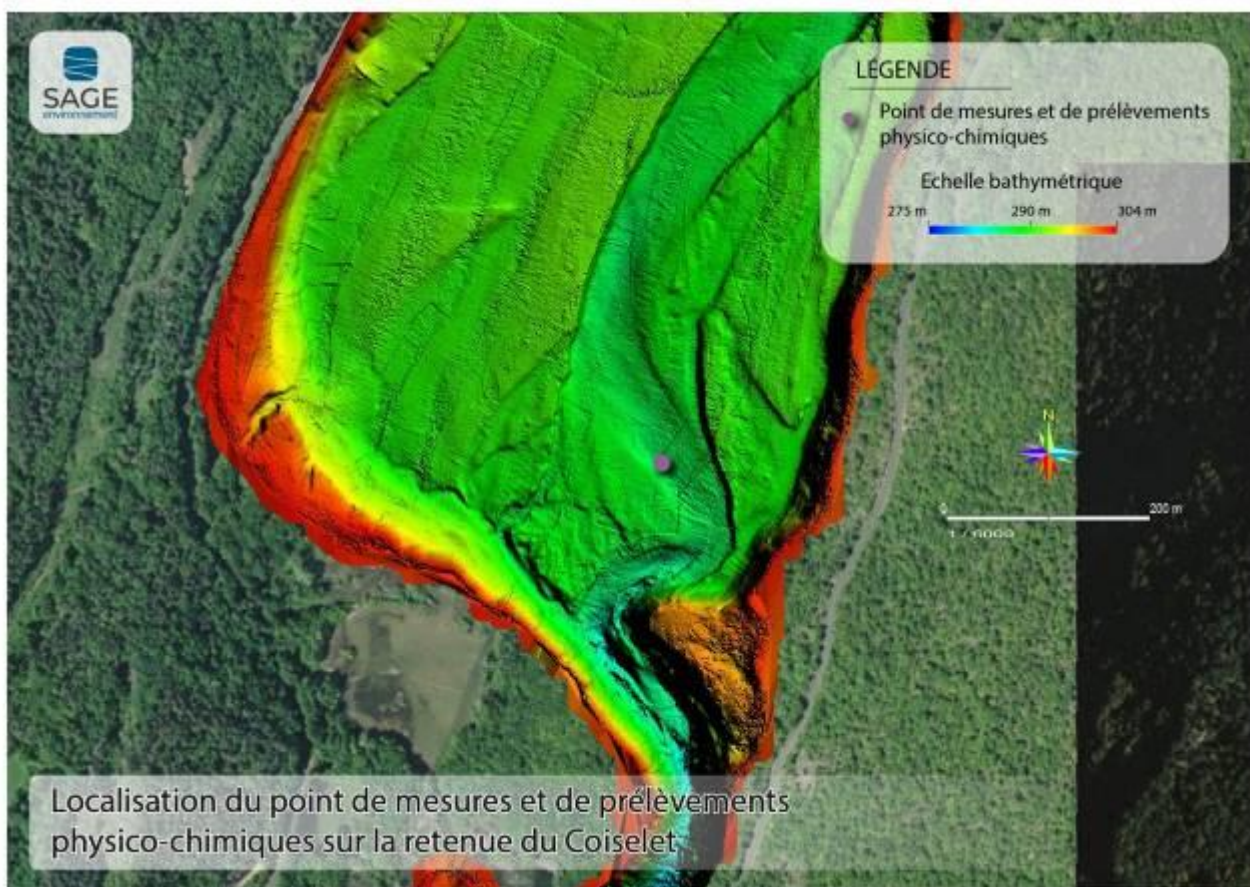 SAGE
environnement
LÉGENDE
Point de mesures et de prélèvements
physico-chimiques
Echelle bathymétrique
275 m 290 m 304 m
N
0 200 m
Localisation du point de mesures et de prélèvements
physico-chimiques sur la retenue du Coiselet